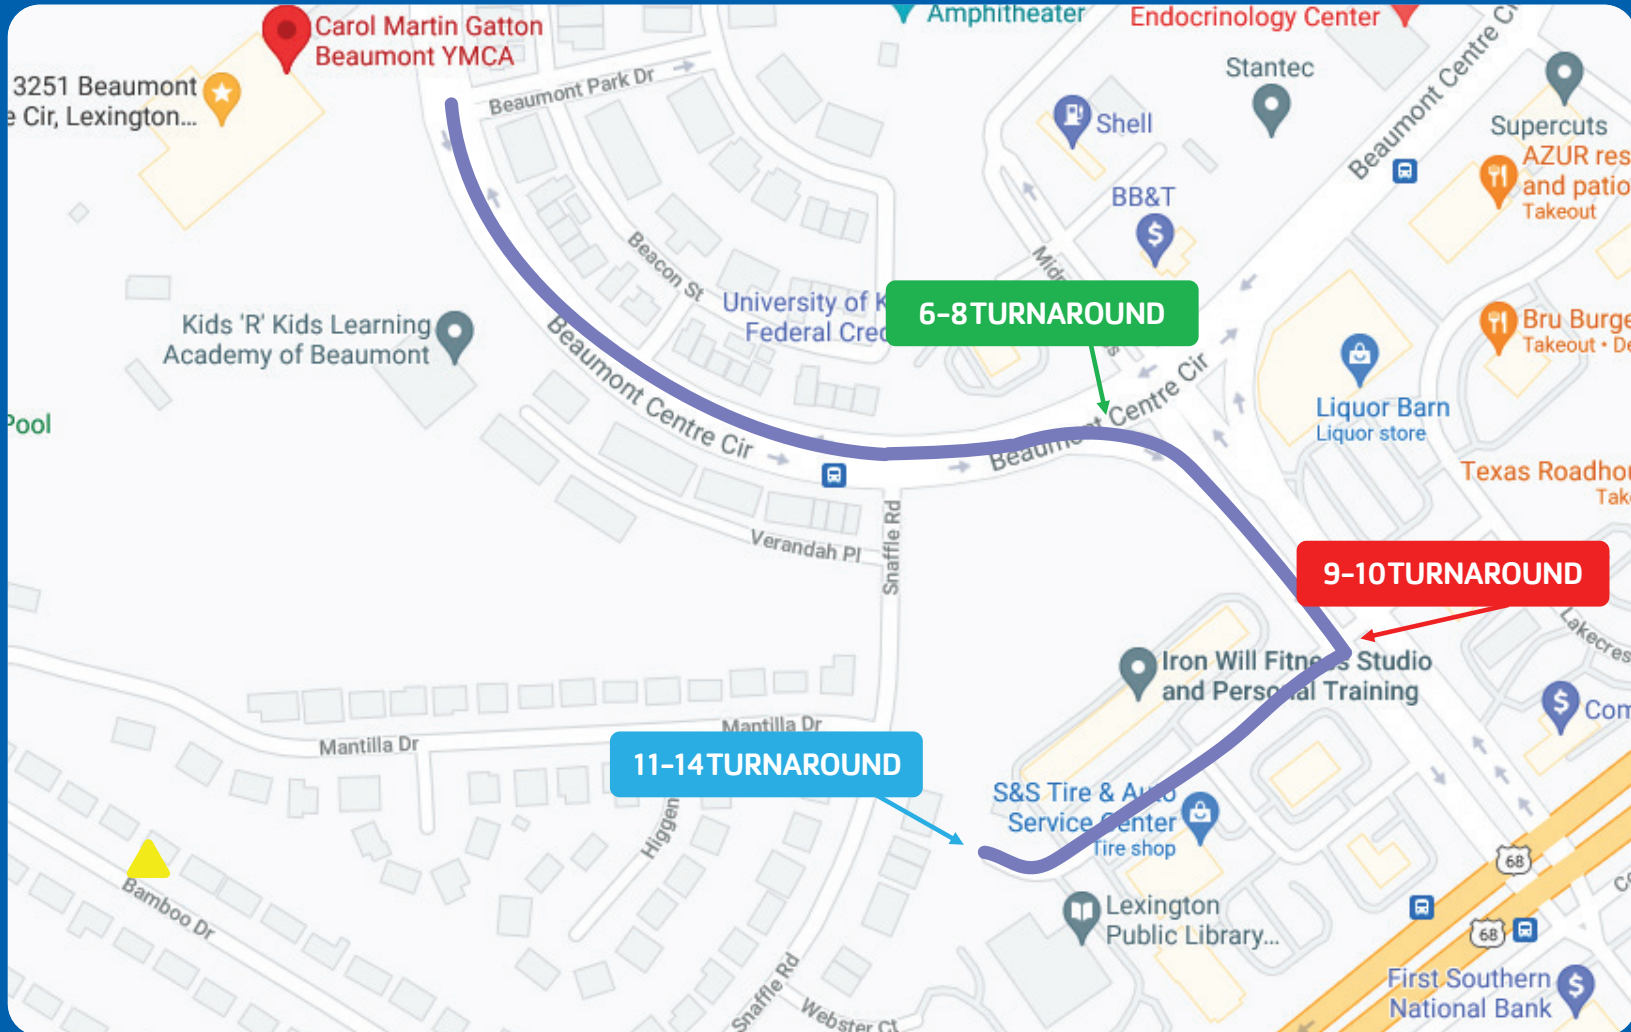 Carol Martin Gatton
Beaumont YMCA
3251 Beaumont
e Cir, Lexington...
Beaumont Park Dr
Amphitheater
Endocrinology Center
Stantec
Shell
BB&T
Beaumont Centre Ci
Supercuts
AZUR res
and patio
Takeout
Beacon St
University of K
Federal Cred
6-8 TURNAROUND
Kids 'R' Kids Learning
Academy of Beaumont
Pool
Beaumont Centre Cir
Beaumont Centre Cir
Bru Burge
Takeout • De
Liquor Barn
Liquor store
Texas Roadhou
Take
Verandah Pl
Snaffle Rd
9-10 TURNAROUND
Lakecres
Iron Will Fitness Studio
and Personal Training
Com
Mantilla Dr
Mantilla Dr
11-14 TURNAROUND
S&S Tire & Auto
Service Center
Tire shop
Higgen
Bamboo Dr
68
68
Lexington
Public Library...
Snaffle Rd
Webster Ct
First Southern
National Bank